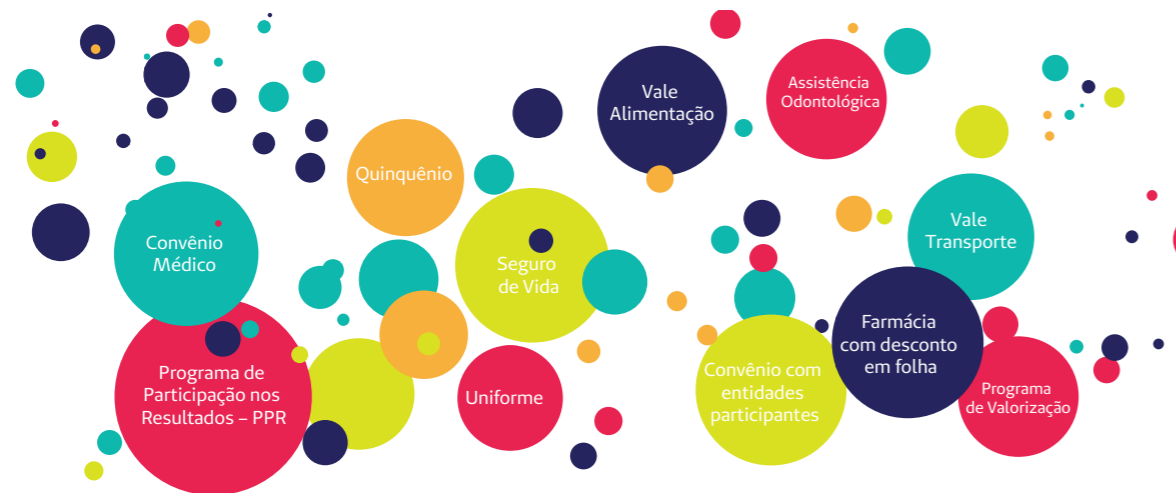 Convênio
Médico
Programa de
Participação nos
Resultados – PPR
Quinquênio
Seguro
de Vida
Uniforme
Vale
Alimentação
Assistência
Odontológica
Vale
Transporte
Farmácia
com desconto
em folha
Convênio com
entidades
participantes
Programa
de Valorização